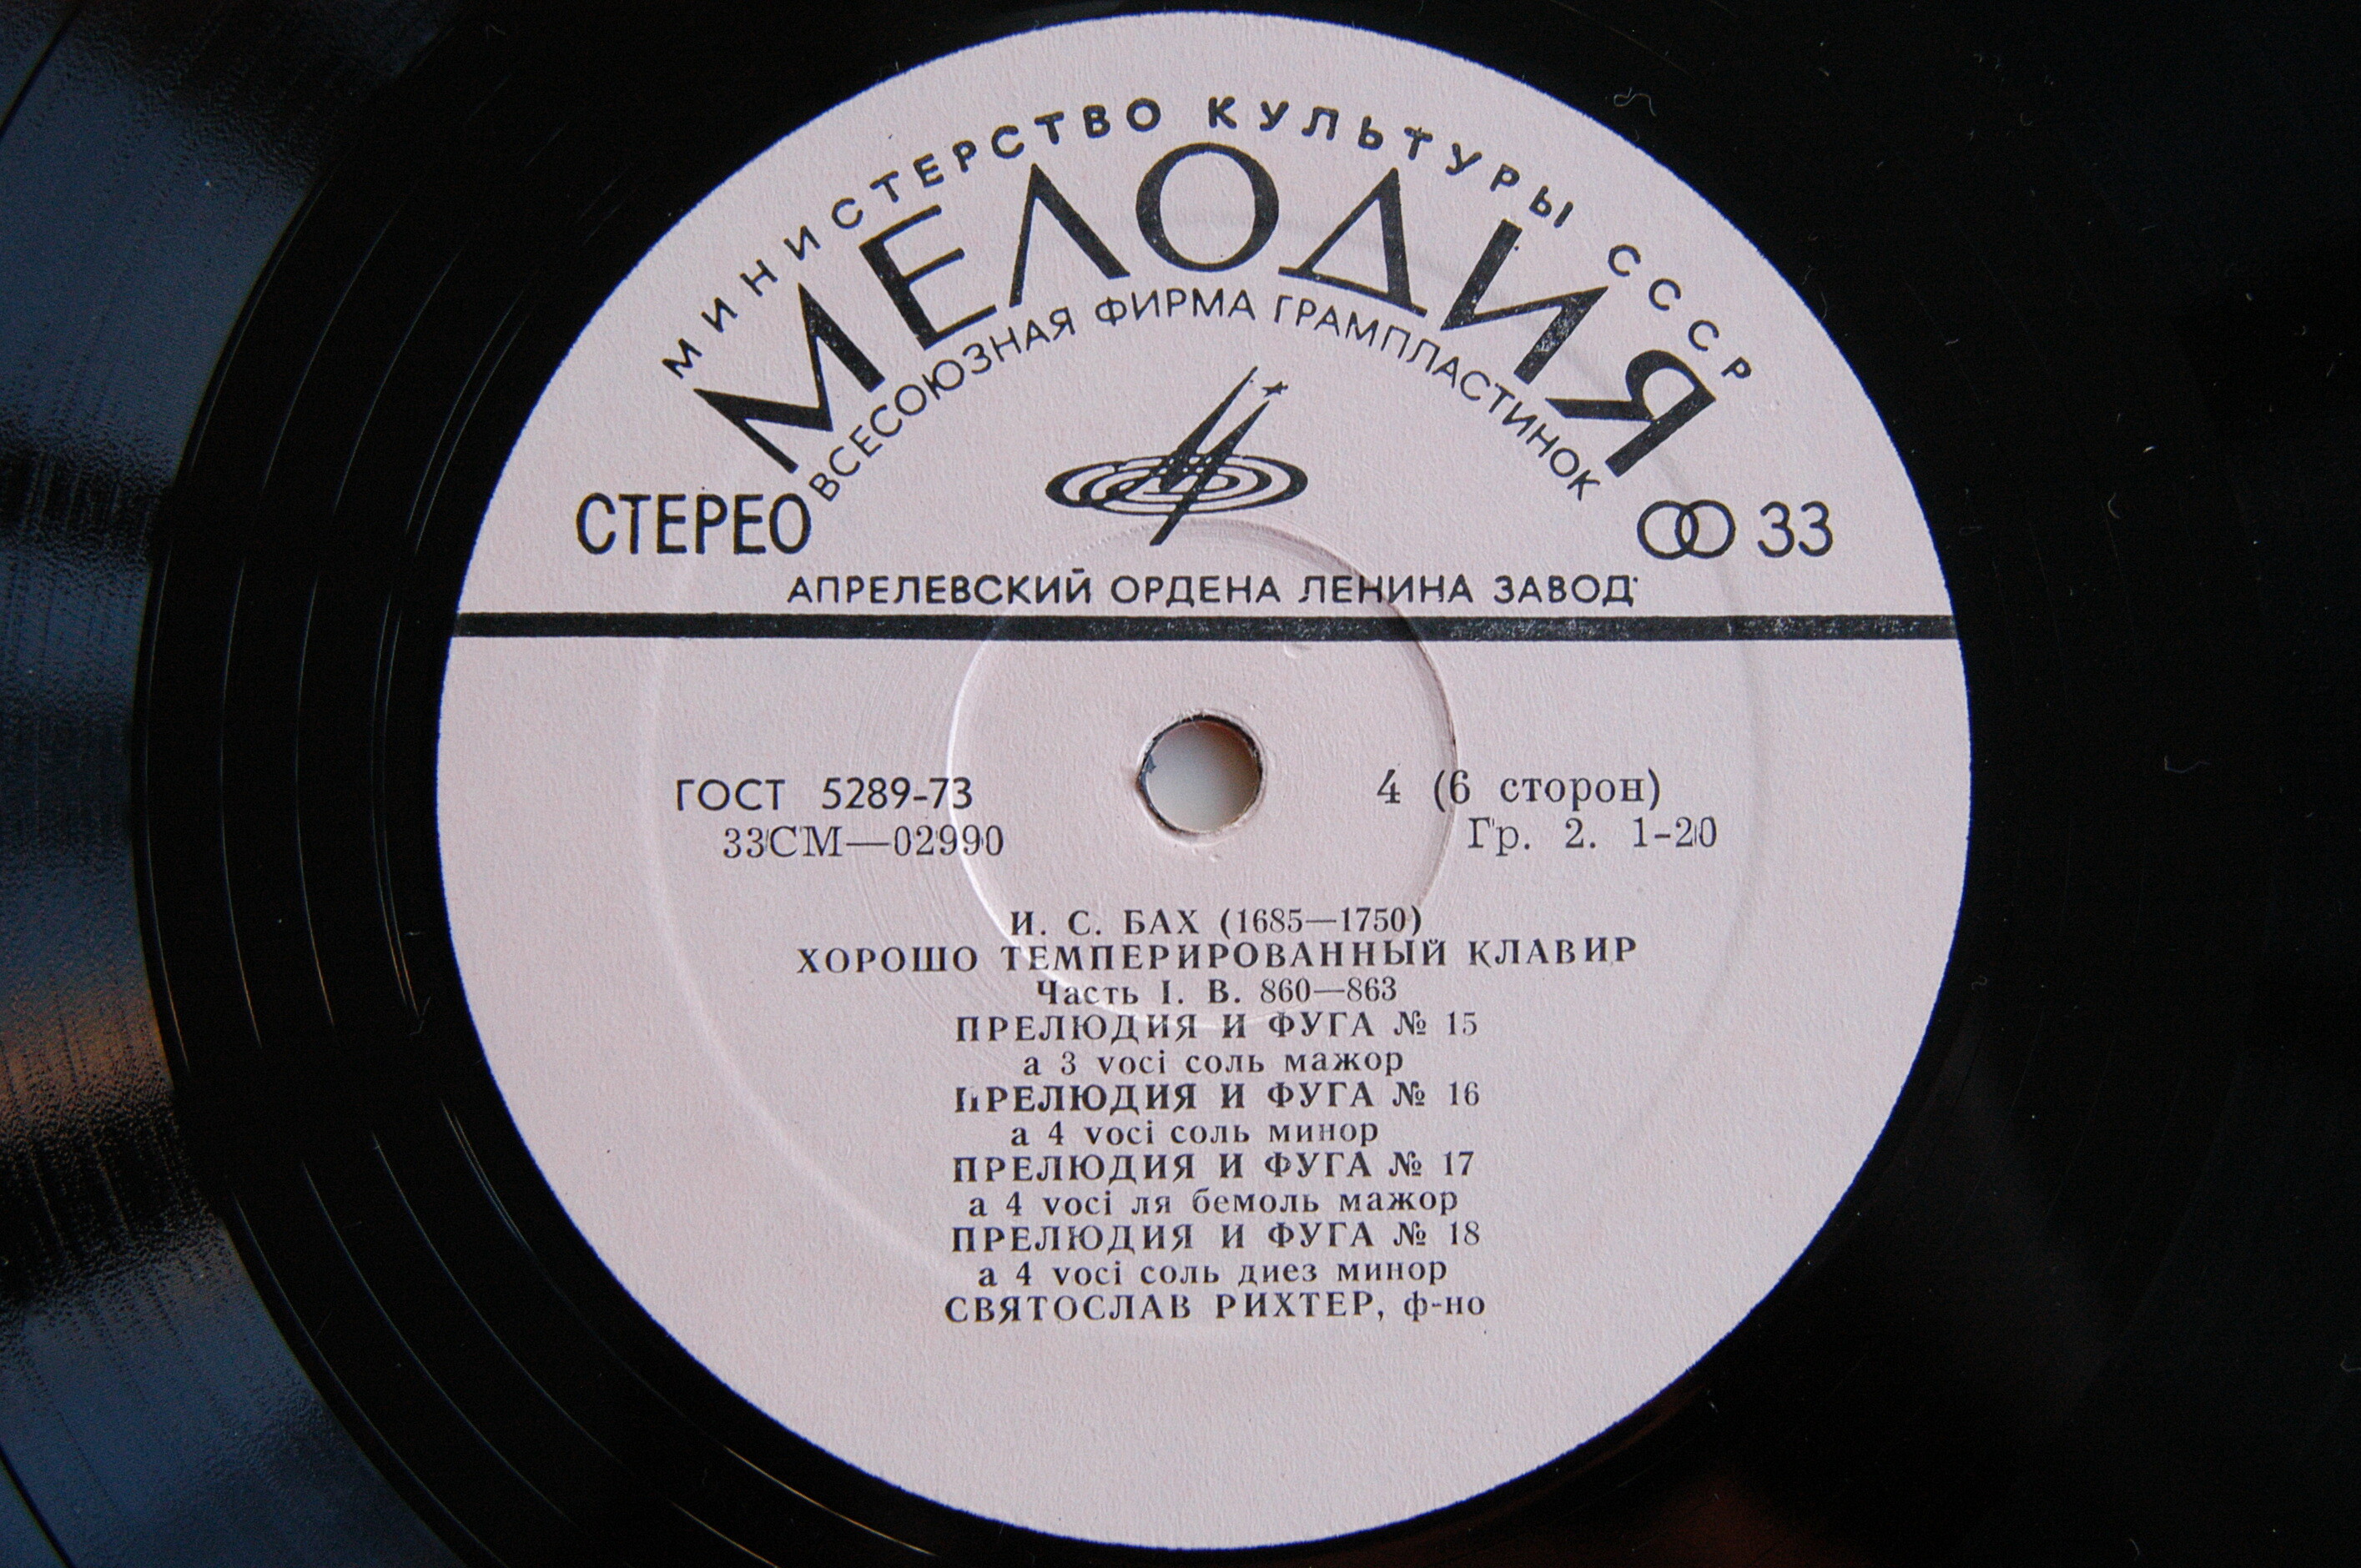 МИНИСТЕРСТВО КУЛЬТУРЫ СССР
МЕЛОДИЯ
ВСЕСОЮЗНАЯ ФИРМА ГРАМПЛАСТИНОК
СТЕРЕО 33
АПРЕЛЕВСКИЙ ОРДЕНА ЛЕНИНА ЗАВОД
ГОСТ 5289-73 4 (6 сторон)
33СМ—02990 Гр. 2. 1-20
И. С. БАХ (1685—1750)
ХОРОШО ТЕМПЕРИРОВАННЫЙ КЛАВИР
Часть I. В. 860—863
ПРЕЛЮДИЯ И ФУГА № 15
а 3 voci соль мажор
ПРЕЛЮДИЯ И ФУГА № 16
а 4 voci соль минор
ПРЕЛЮДИЯ И ФУГА № 17
а 4 voci ля бемоль мажор
ПРЕЛЮДИЯ И ФУГА № 18
а 4 voci соль диез минор
СВЯТОСЛАВ РИХТЕР, ф-но